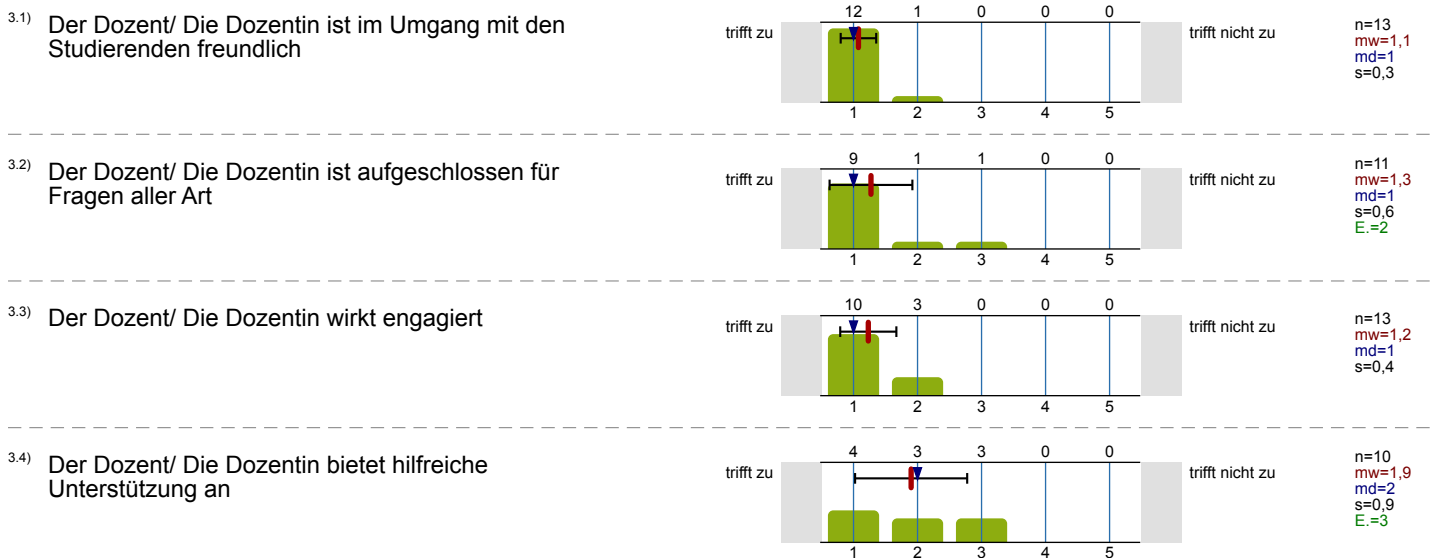 3.1) Der Dozent/ Die Dozentin ist im Umgang mit den
Studierenden freundlich
trifft zu
12 1 0 0 0
1 2 3 4 5
trifft nicht zu
n=13
mw=1,1
md=1
s=0,3
3.2) Der Dozent/ Die Dozentin ist aufgeschlossen für
Fragen aller Art
trifft zu
9 1 1 0 0
1 2 3 4 5
trifft nicht zu
n=11
mw=1,3
md=1
s=0,6
E.=2
3.3) Der Dozent/ Die Dozentin wirkt engagiert
trifft zu
10 3 0 0 0
1 2 3 4 5
trifft nicht zu
n=13
mw=1,2
md=1
s=0,4
3.4) Der Dozent/ Die Dozentin bietet hilfreiche
Unterstützung an
trifft zu
4 3 3 0 0
1 2 3 4 5
trifft nicht zu
n=10
mw=1,9
md=2
s=0,9
E.=3